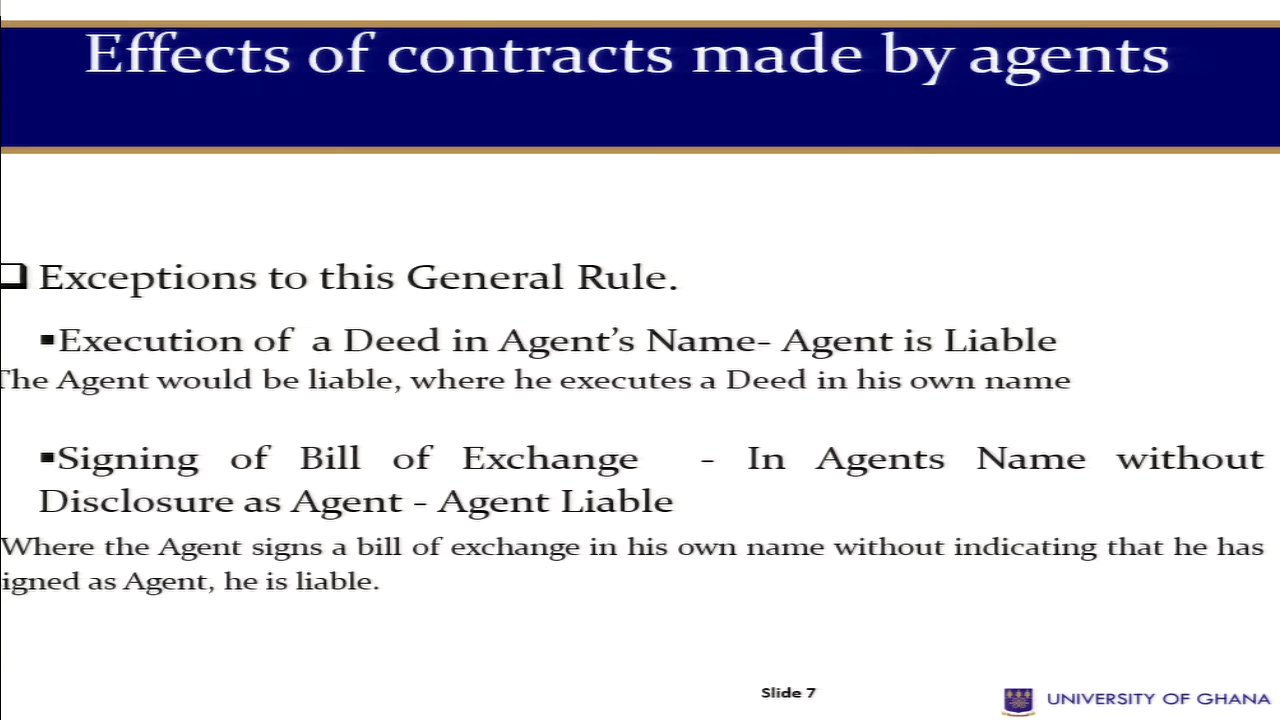 Effects of contracts made by agents
Exceptions to this General Rule.
▪Execution of a Deed in Agent’s Name- Agent is Liable
The Agent would be liable, where he executes a Deed in his own name
▪Signing of Bill of Exchange - In Agents Name without
Disclosure as Agent - Agent Liable
Where the Agent signs a bill of exchange in his own name without indicating that he has
igned as Agent, he is liable.
Slide 7
UNIVERSITY OF GHANA